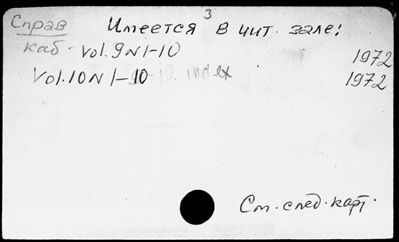 3
Справ Имеется в чит. зале:
каб - Vol. 9 N 1-10 1972
Vol. 10 N 1-10 index 1972
См. след. карт.